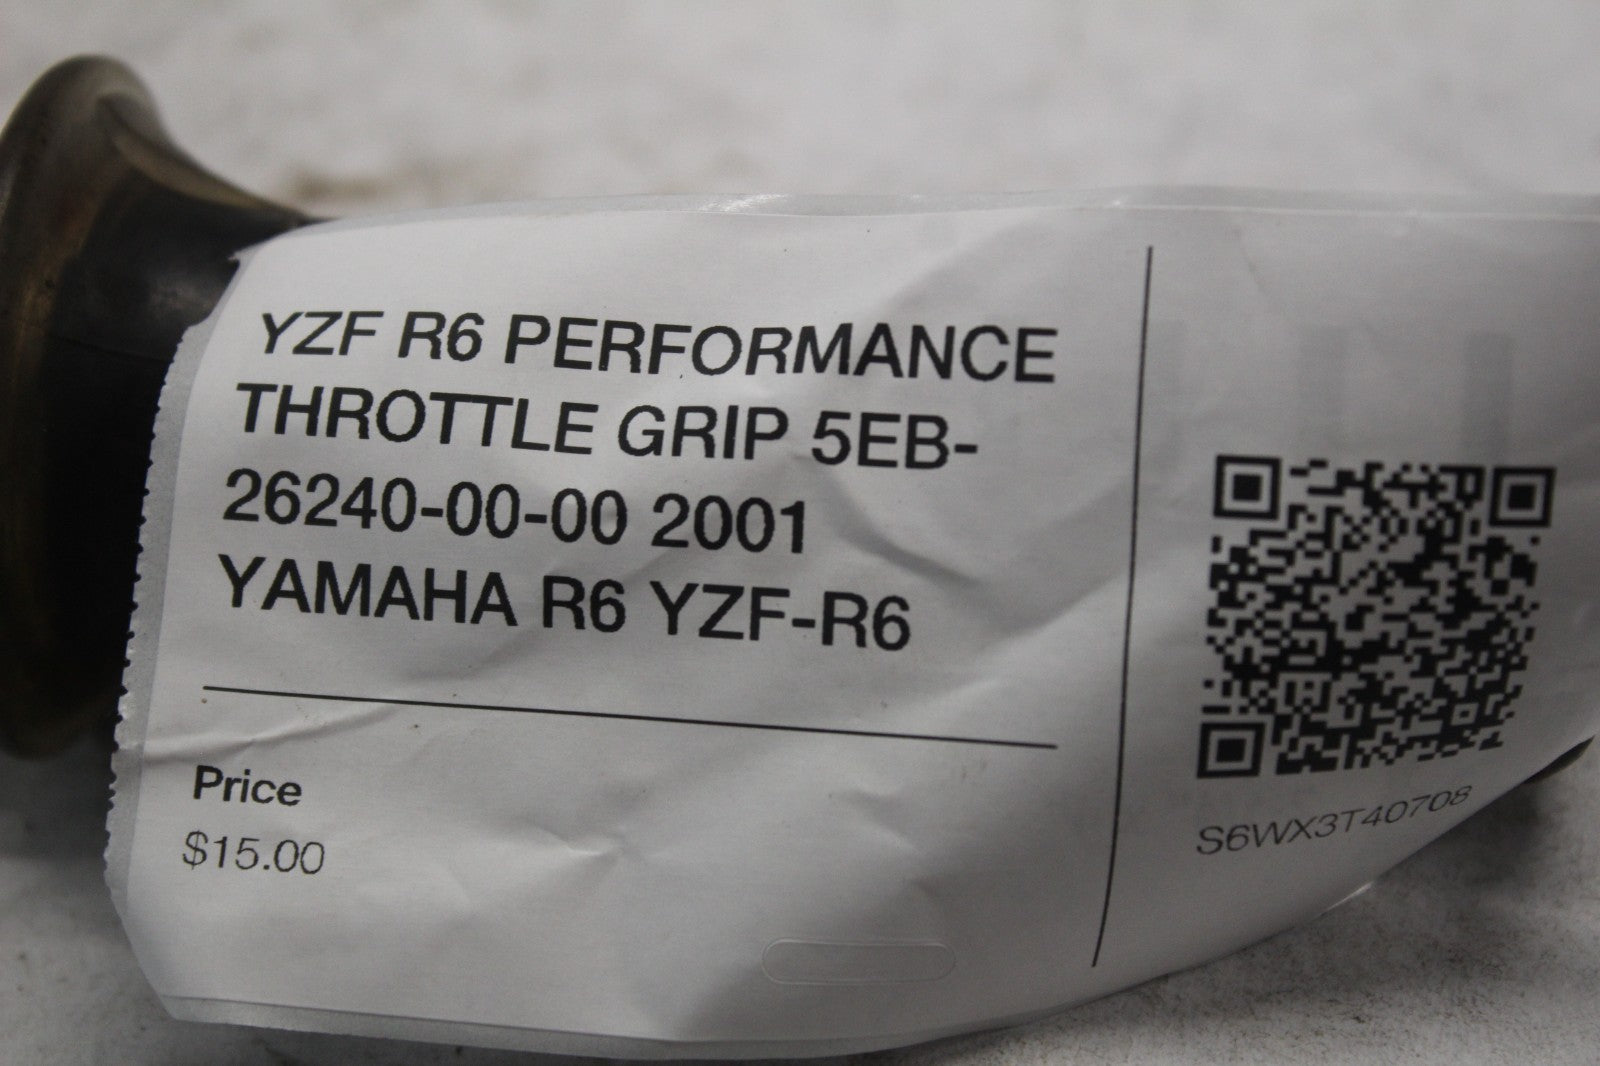 YZF R6 PERFORMANCE
THROTTLE GRIP 5EB-
26240-00-00 2001
YAMAHA R6 YZF-R6
Price
$15.00
S6WX3T40708